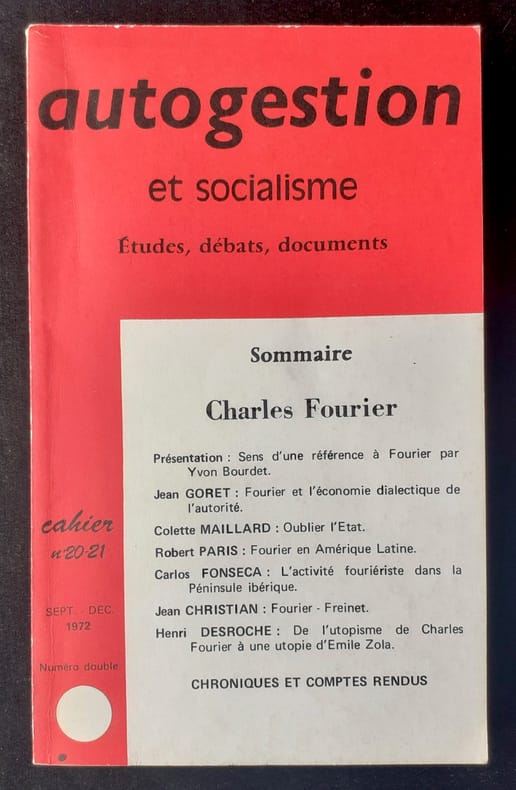 autogestion
et socialisme
Études, débats, documents
Sommaire
Charles Fourier
Présentation : Sens d'une référence à Fourier par
Yvon Bourdet.
Jean GORET : Fourier et l'économie dialectique de
l'autorité.
Colette MAILLARD : Oublier l'Etat.
Robert PARIS : Fourier en Amérique Latine.
Carlos FONSECA : L'activité fouriériste dans la
Péninsule ibérique.
Jean CHRISTIAN : Fourier - Freinet.
Henri DESROCHE : De l'utopisme de Charles
Fourier à une utopie d'Emile Zola.
CHRONIQUES ET COMPTES RENDUS
cahier
n°20-21
SEPT. - DEC.
1972
Numéro double